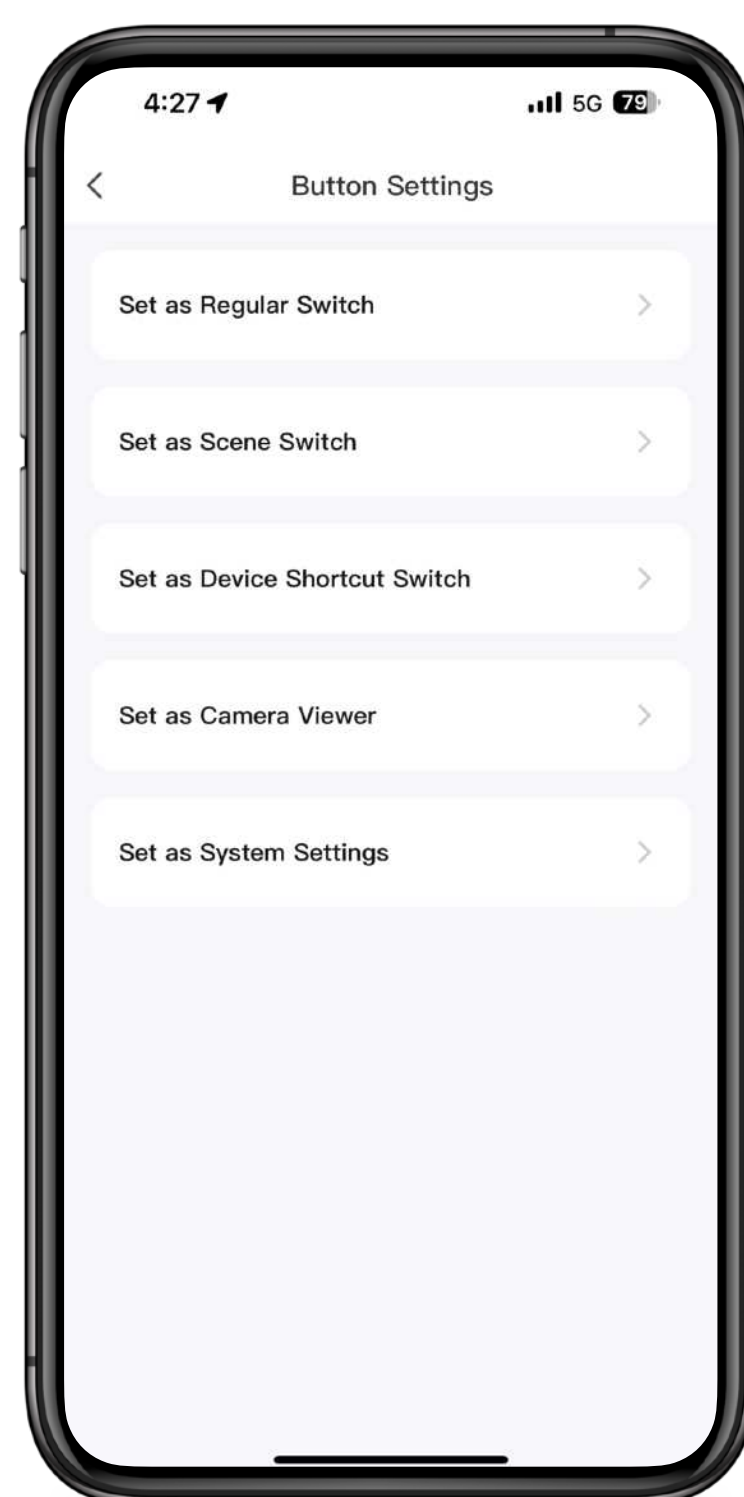 4:27
5G 79
Button Settings
Set as Regular Switch
Set as Scene Switch
Set as Device Shortcut Switch
Set as Camera Viewer
Set as System Settings